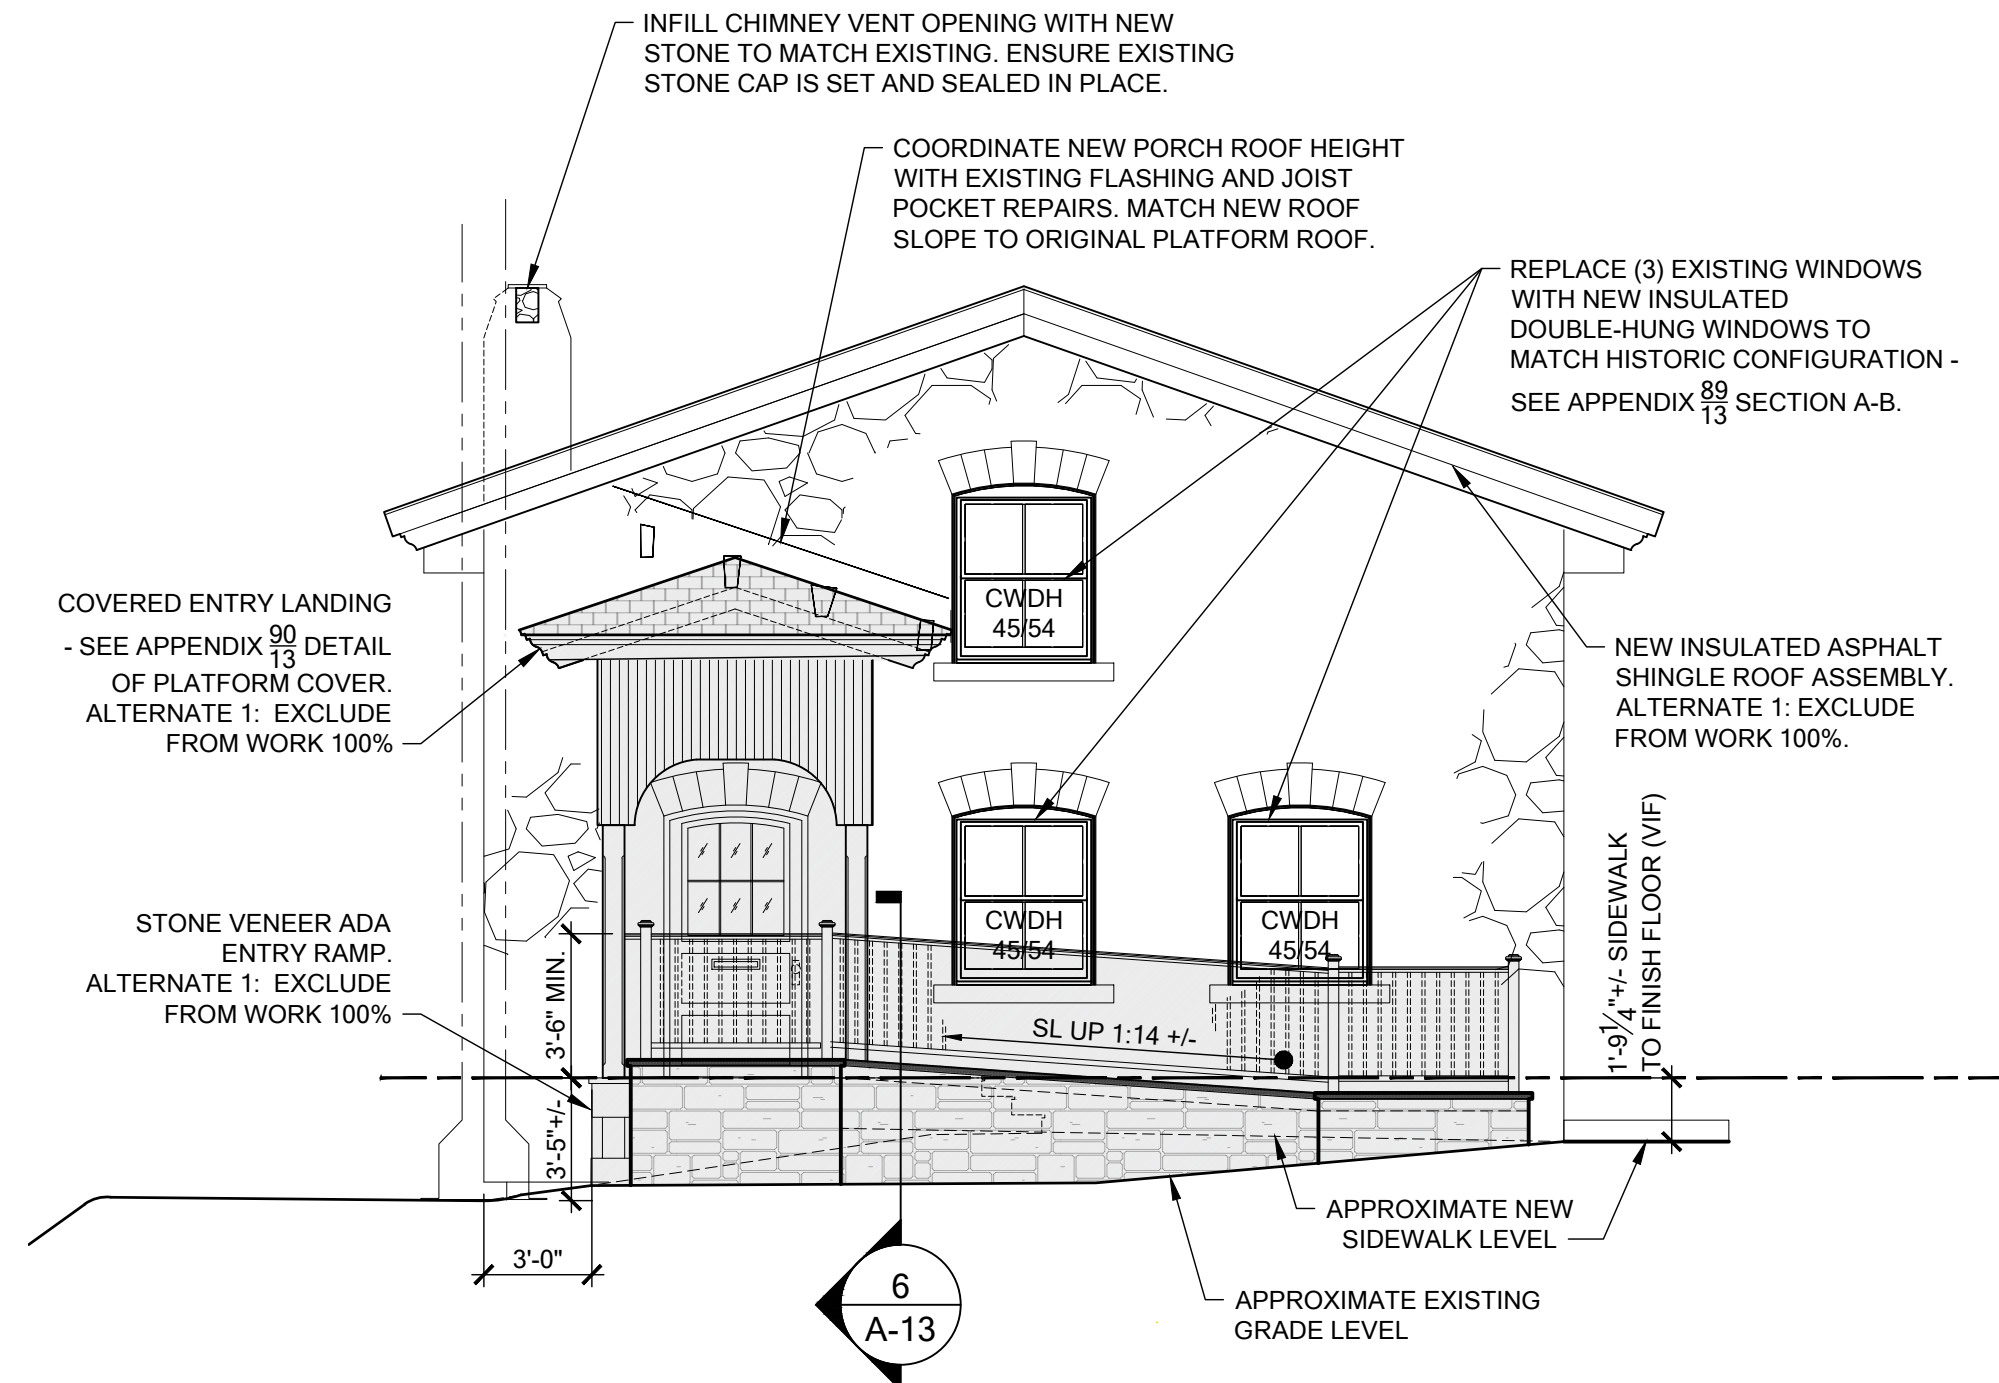 INFILL CHIMNEY VENT OPENING WITH NEW
STONE TO MATCH EXISTING. ENSURE EXISTING
STONE CAP IS SET AND SEALED IN PLACE.
COORDINATE NEW PORCH ROOF HEIGHT
WITH EXISTING FLASHING AND JOIST
POCKET REPAIRS. MATCH NEW ROOF
SLOPE TO ORIGINAL PLATFORM ROOF.
REPLACE (3) EXISTING WINDOWS
WITH NEW INSULATED
DOUBLE-HUNG WINDOWS TO
MATCH HISTORIC CONFIGURATION -
SEE APPENDIX 89/13 SECTION A-B.
COVERED ENTRY LANDING
- SEE APPENDIX 90/13 DETAIL
OF PLATFORM COVER.
ALTERNATE 1: EXCLUDE
FROM WORK 100%
CWDH
45/54
NEW INSULATED ASPHALT
SHINGLE ROOF ASSEMBLY.
ALTERNATE 1: EXCLUDE
FROM WORK 100%.
STONE VENEER ADA
ENTRY RAMP.
ALTERNATE 1: EXCLUDE
FROM WORK 100%
CWDH
45/54
CWDH
45/54
1'-9 1/4"+/- SIDEWALK
TO FINISH FLOOR (VIF)
3'-6" MIN.
SL UP 1:14 +/-
3'-5"+/-
3'-0"
APPROXIMATE NEW
SIDEWALK LEVEL
APPROXIMATE EXISTING
GRADE LEVEL
6
A-13